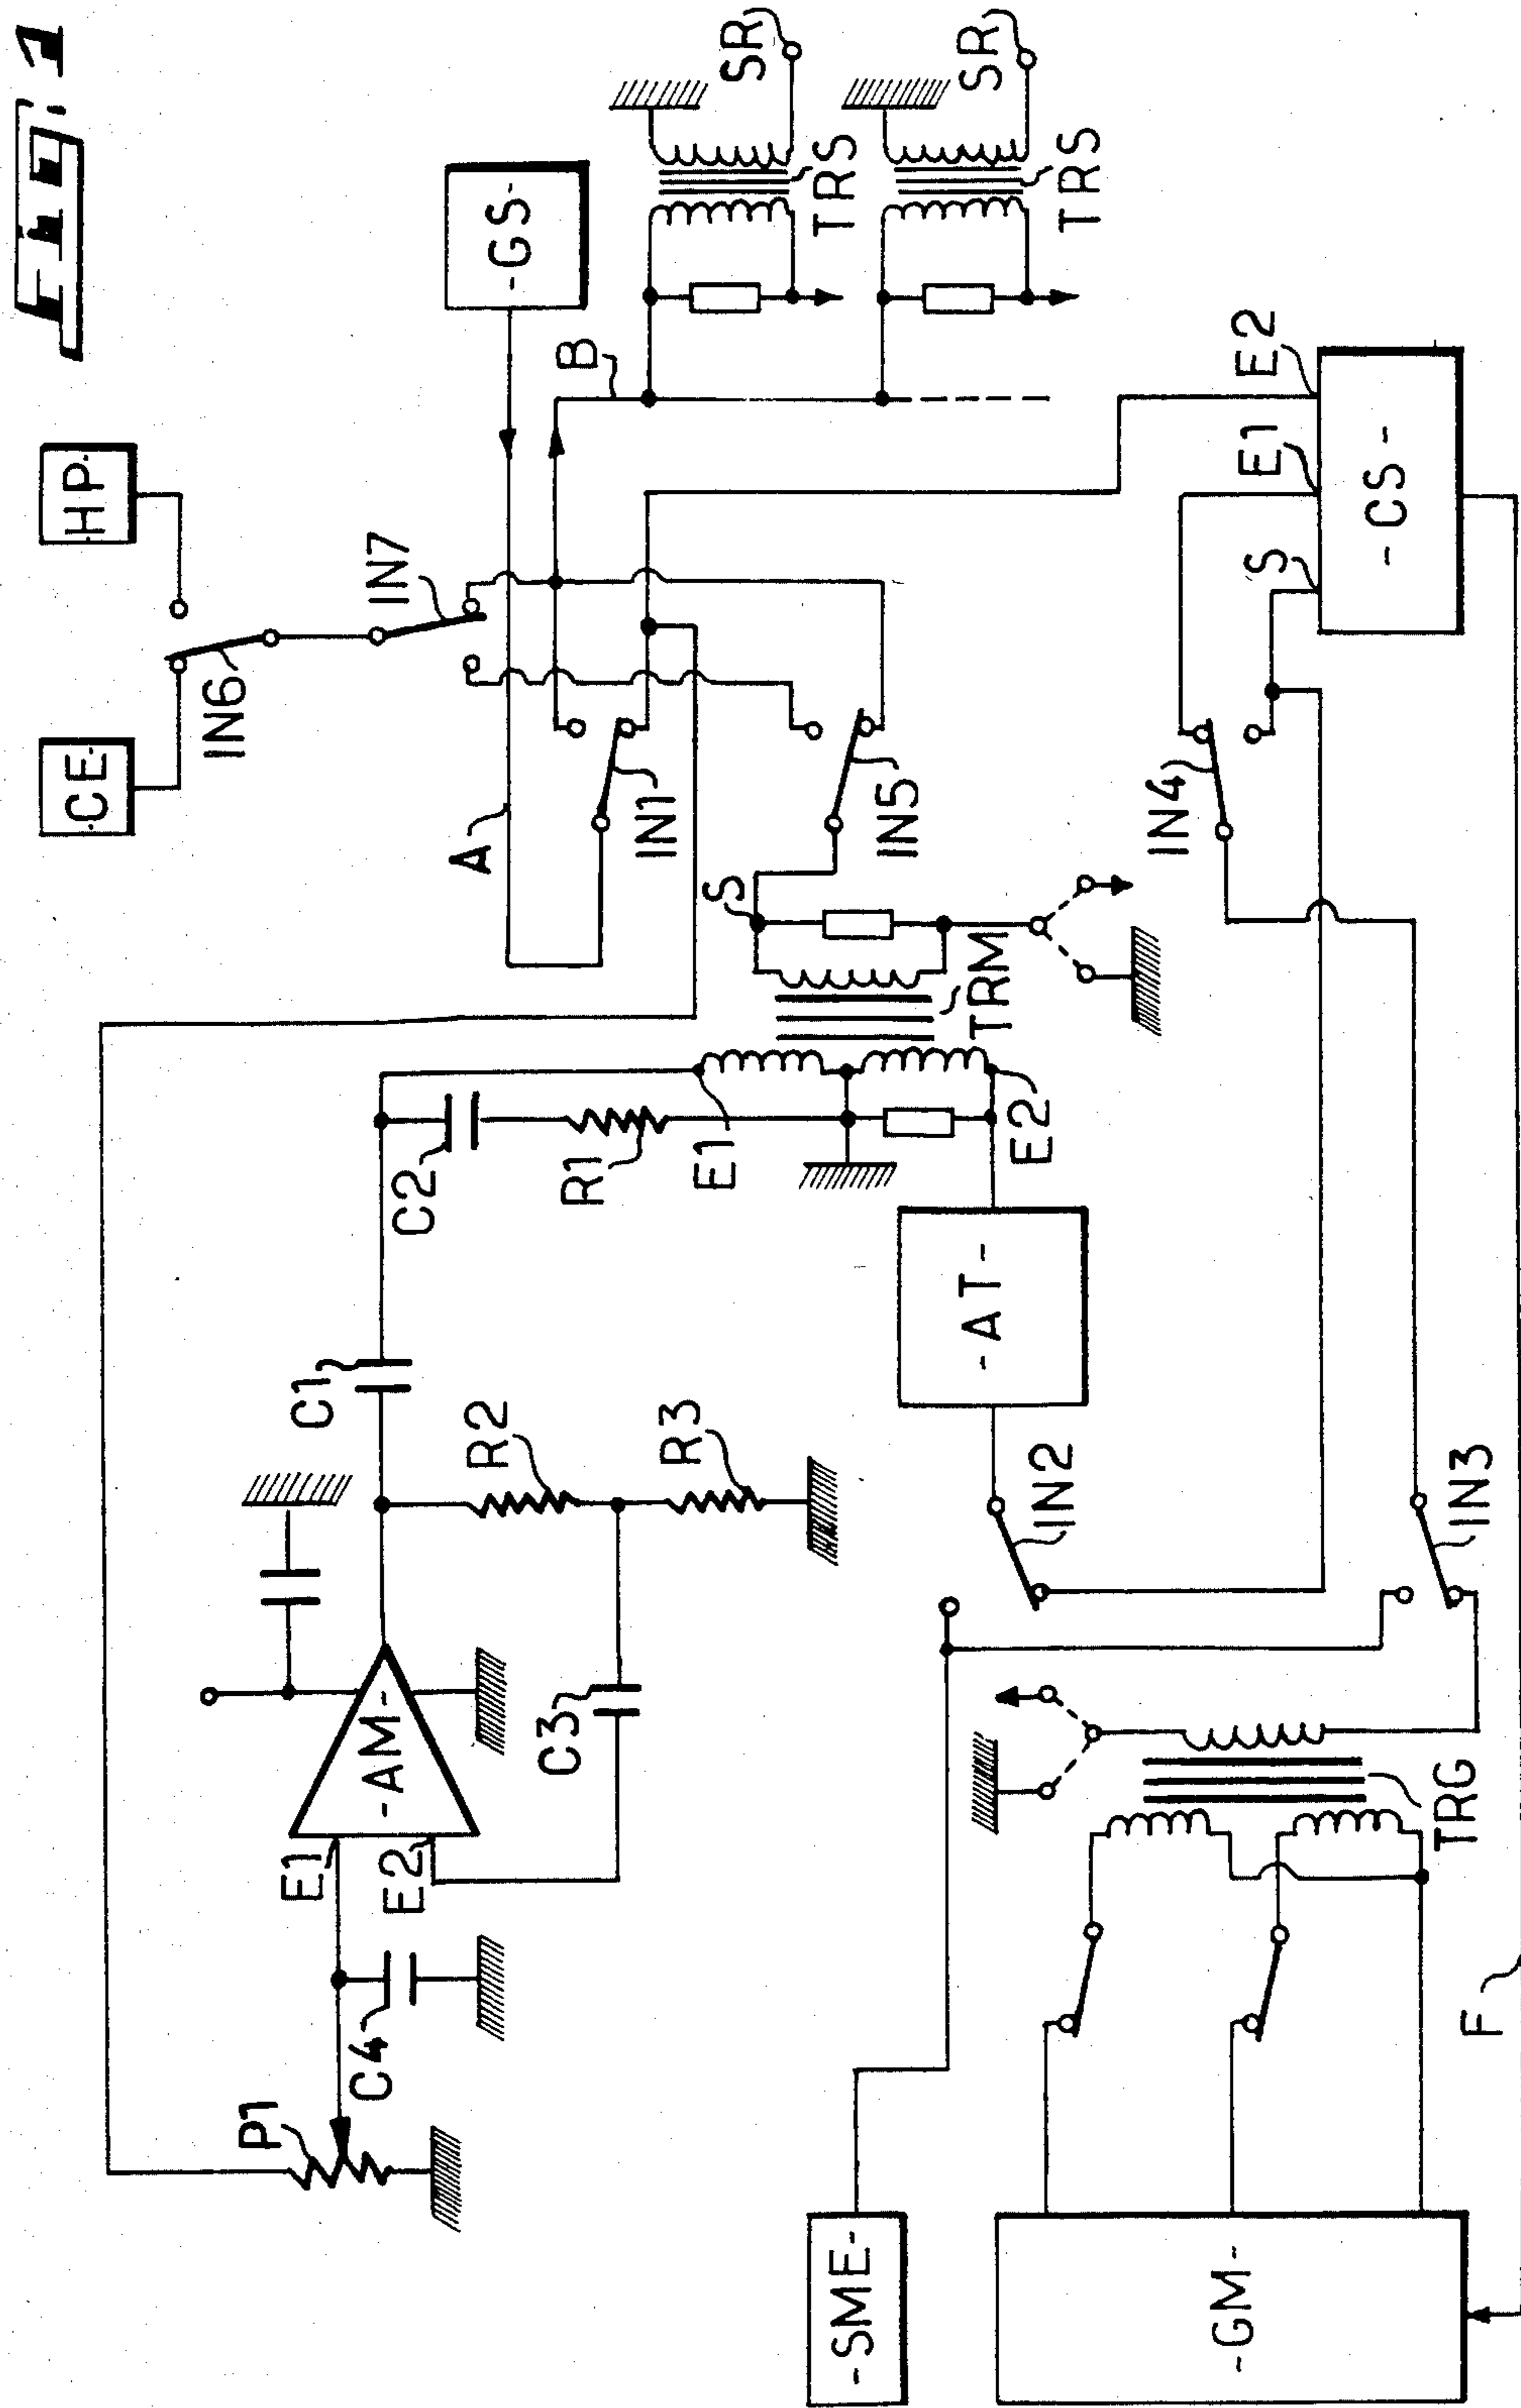 Fig. 1
HP
CE
IN6
IN7
-GS-
A
B
SR
TRS
SR
TRS
IN1
IN5
S
TRM
E1
E2
C2
R1
C1
R2
R3
-AM-
E1
E2
C3
C4
P1
-AT-
IN2
IN3
IN4
S
E1
E2
-CS-
-SME-
-GM-
TRG
F